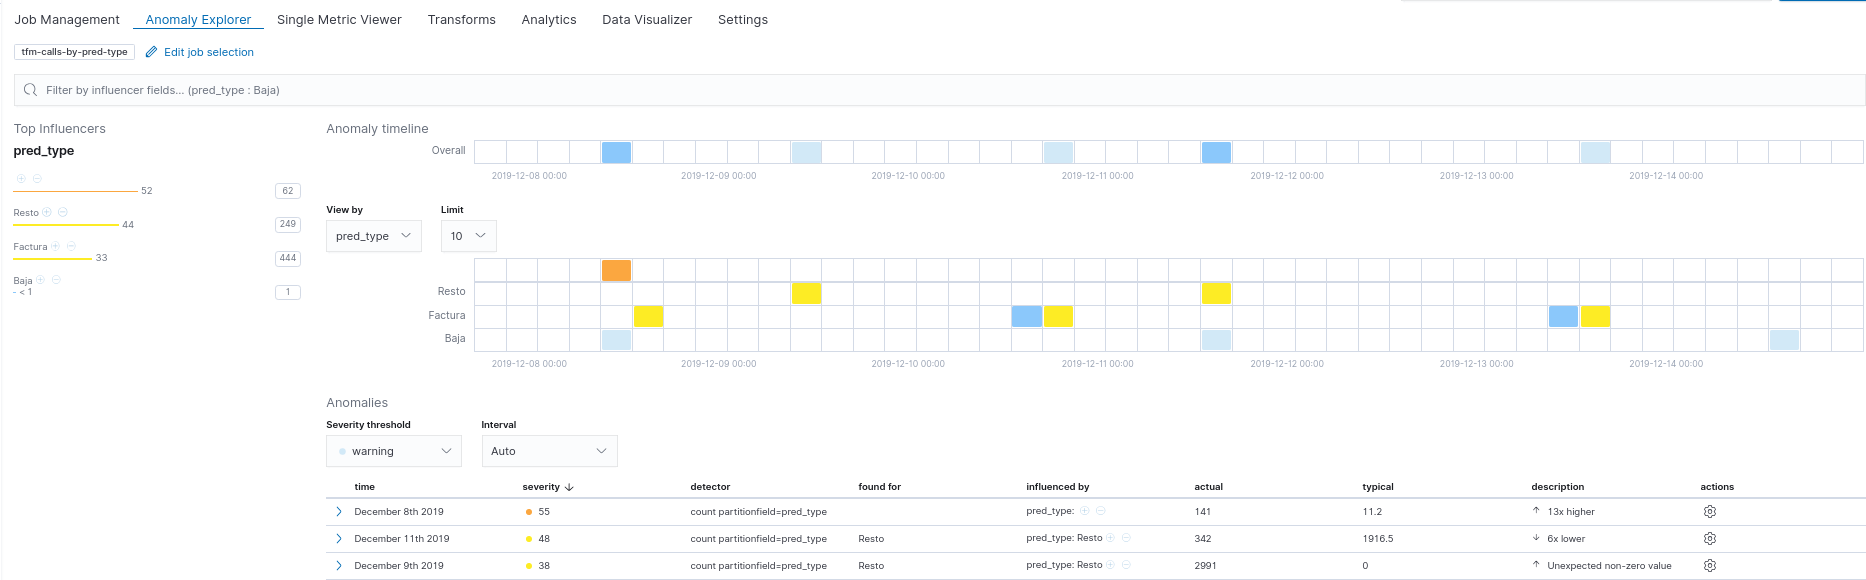 Job Management Anomaly Explorer Single Metric Viewer Transforms Analytics Data Visualizer Settings
tfm-calls-by-pred-type Edit job selection
Filter by influencer fields... (pred_type : Baja)
Top Influencers
pred_type
52 62
Resto
44 249
Factura
33 444
Baja
< 1 1
Anomaly timeline
Overall
2019-12-08 00:00 2019-12-09 00:00 2019-12-10 00:00 2019-12-11 00:00 2019-12-12 00:00 2019-12-13 00:00 2019-12-14 00:00
View by Limit
pred_type 10
Resto
Factura
Baja
2019-12-08 00:00 2019-12-09 00:00 2019-12-10 00:00 2019-12-11 00:00 2019-12-12 00:00 2019-12-13 00:00 2019-12-14 00:00
Anomalies
Severity threshold Interval
warning Auto
time severity ↓ detector found for influenced by actual typical description actions
December 8th 2019 55 count partitionfield=pred_type pred_type: 141 11.2 ↑ 13x higher
December 11th 2019 48 count partitionfield=pred_type Resto pred_type: Resto 342 1916.5 ↓ 6x lower
December 9th 2019 38 count partitionfield=pred_type Resto pred_type: Resto 2991 0 ↑ Unexpected non-zero value